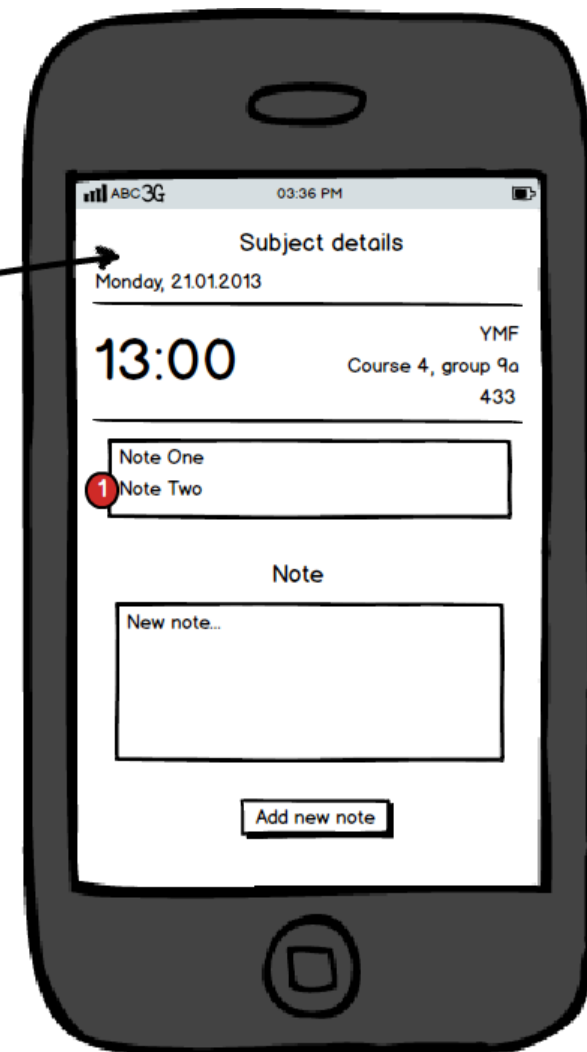 ABC 3G 03:36 PM
Subject details
Monday, 21.01.2013
13:00
YMF
Course 4, group 9a
433
Note One
1 Note Two
Note
New note...
Add new note